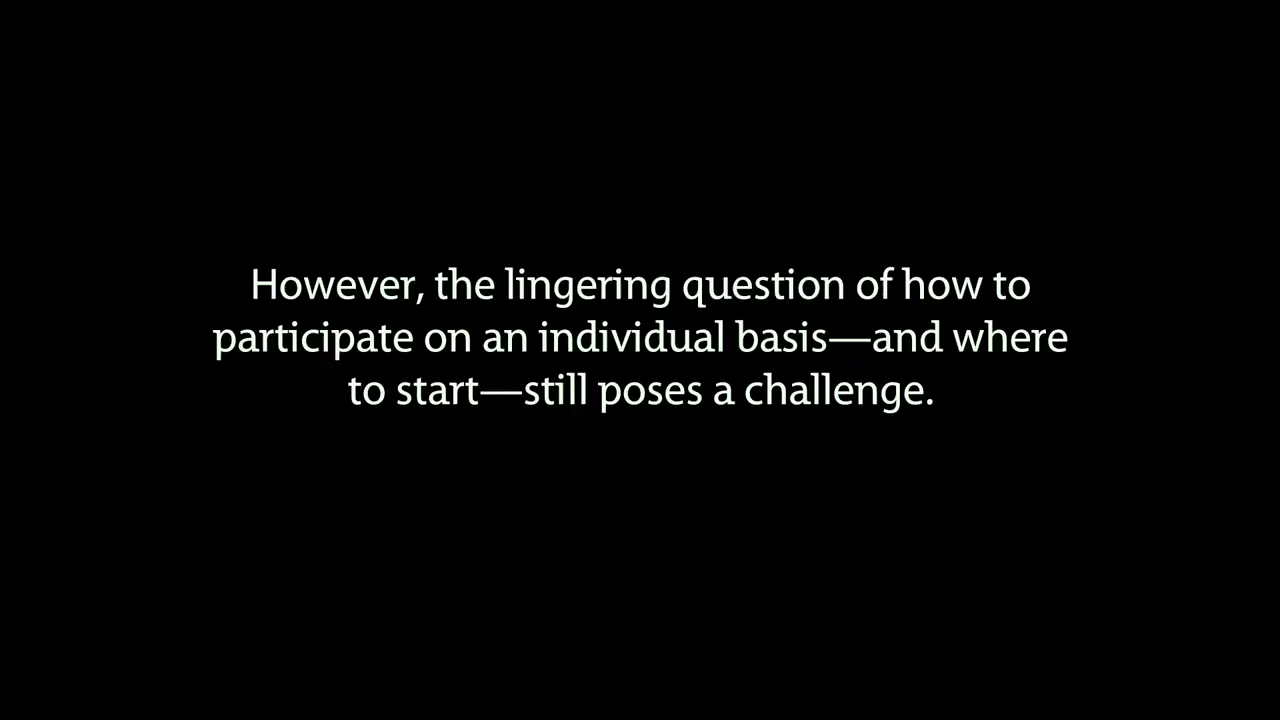 However, the lingering question of how to
participate on an individual basis—and where
to start—still poses a challenge.